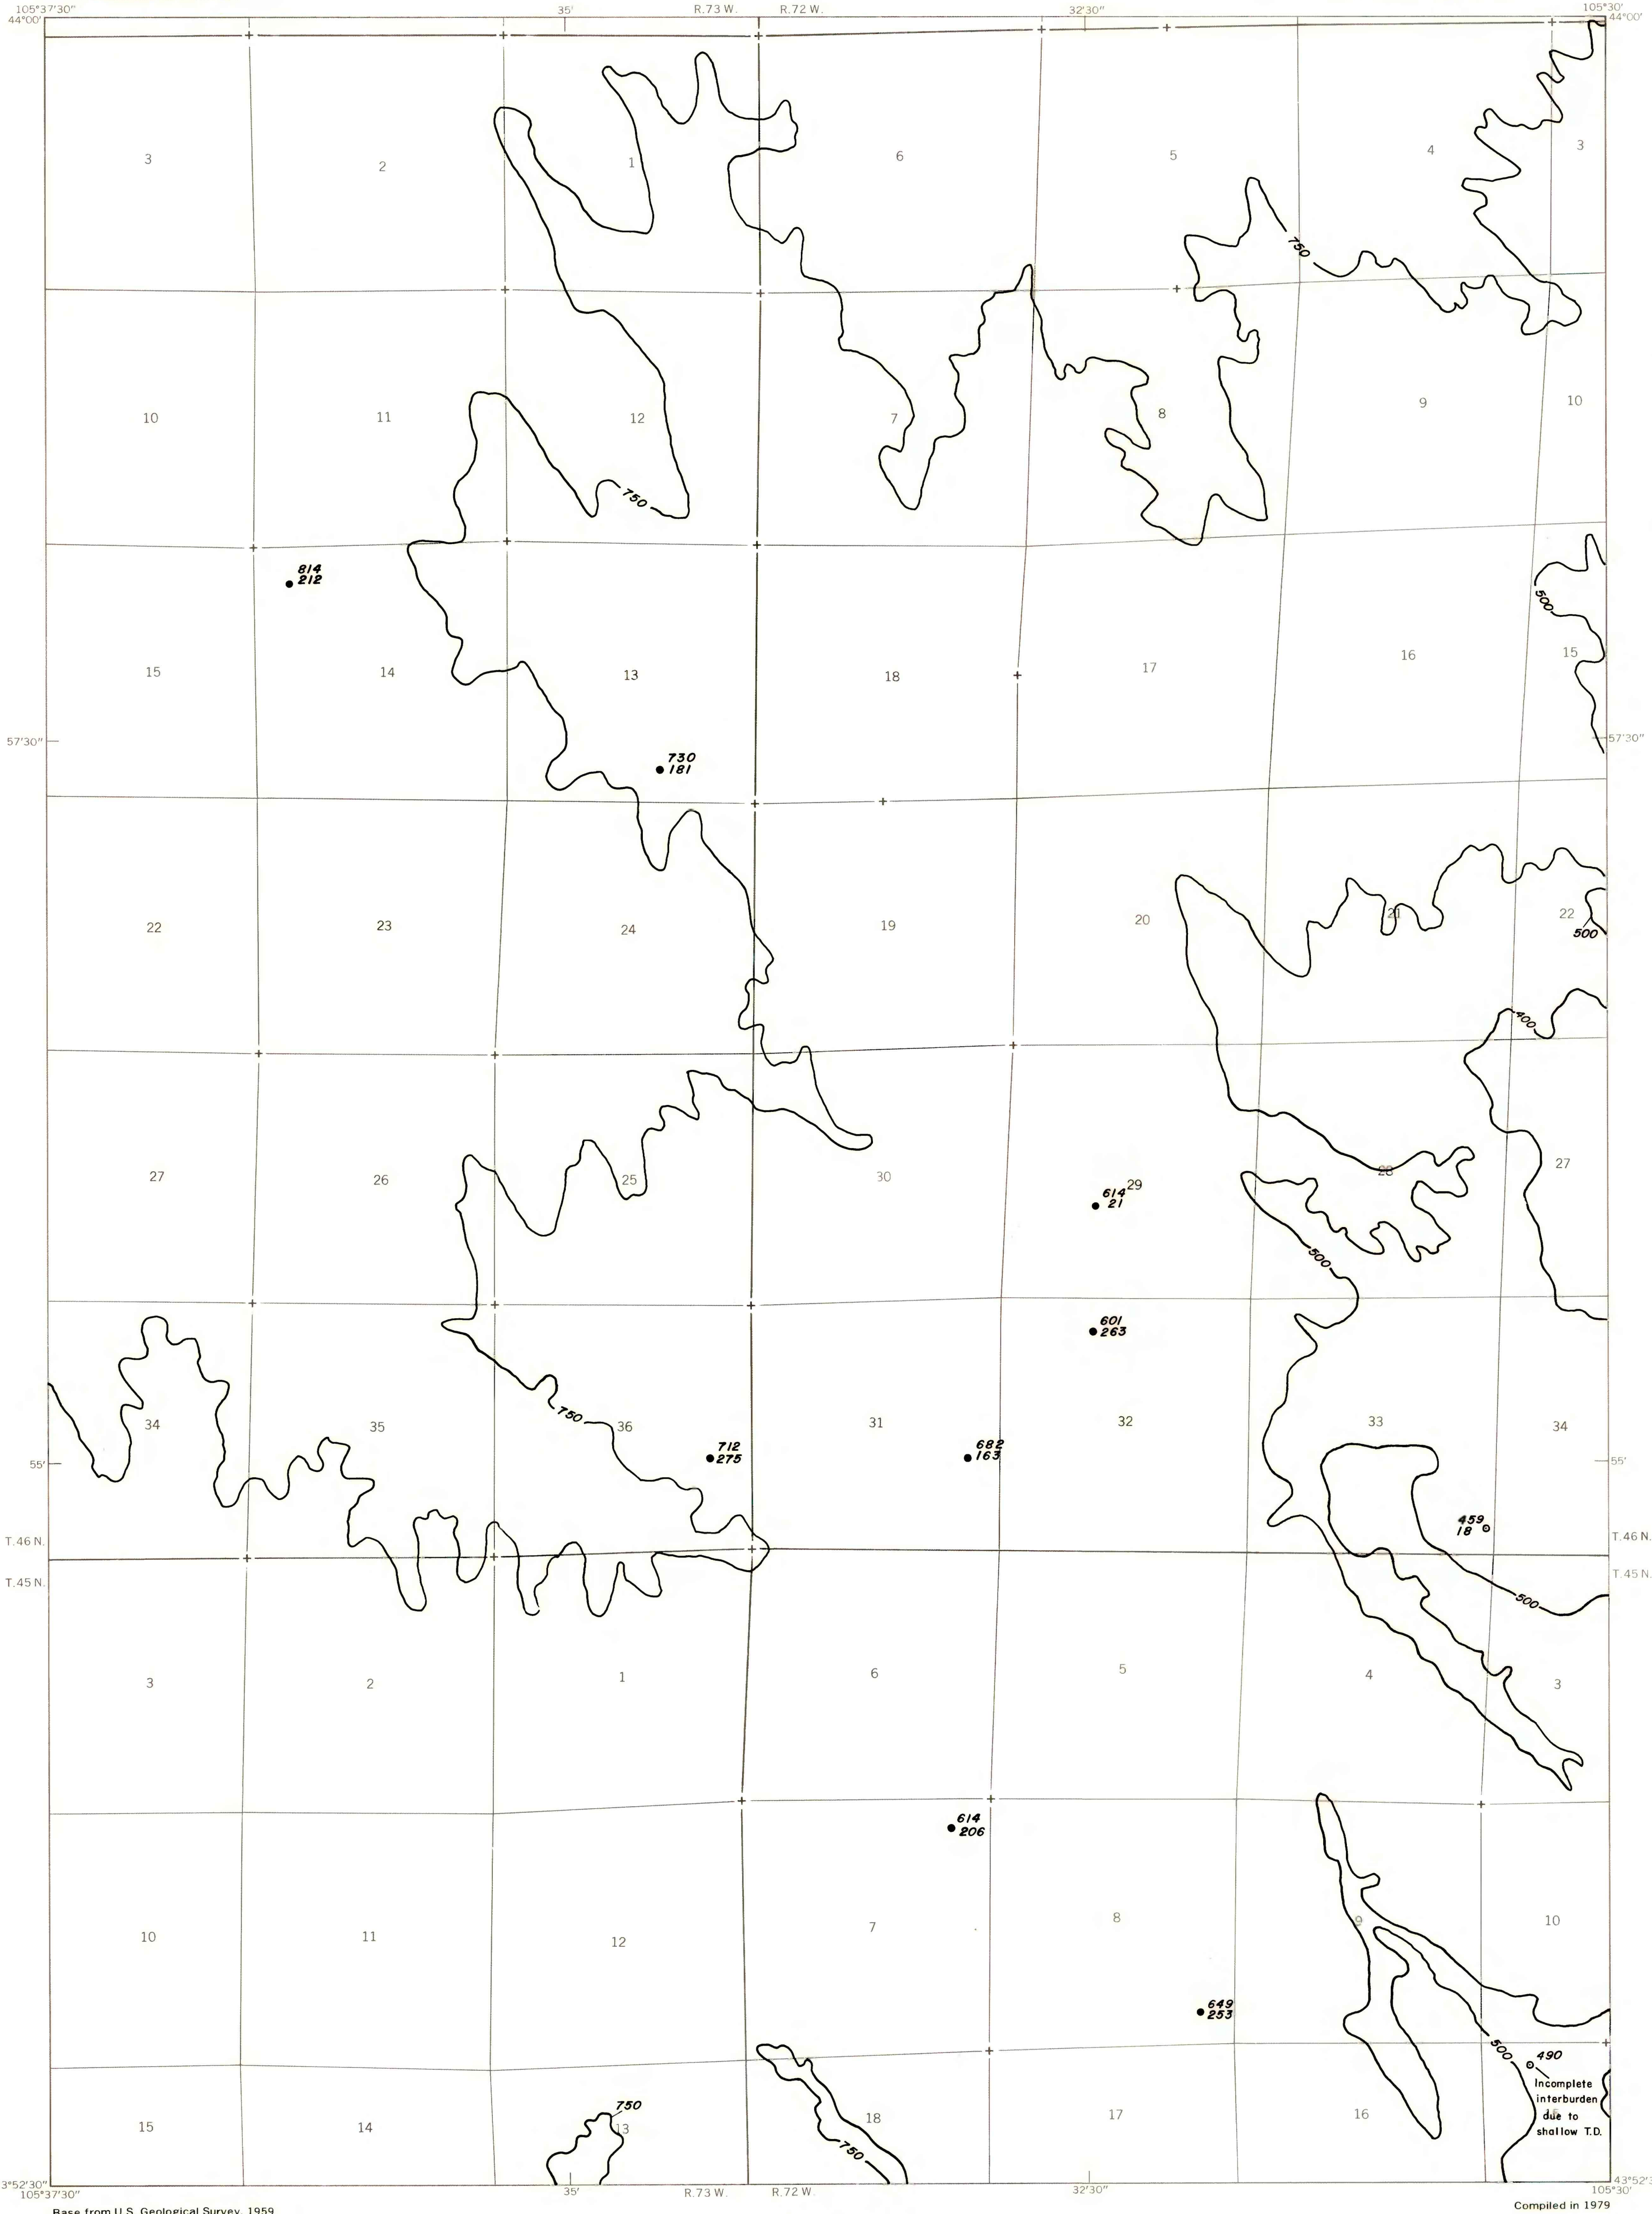 105°37'30" 35' R.73 W. R.72 W. 32'30" 105°30'
44°00' 44°00'
3 2 1 6 5 4 3
750
10 11 12 7 8 9 10
750
814
212
500
15 14 13 18 17 16 15
57'30" 57'30"
730
181
22 23 24 19 20 21 22
500
400
27 26 25 30 29 28 27
614
21
500
601
263
34 35 36 31 32 33 34
750
712
275
682
163
55' 55'
459
18
T.46 N. T.46 N.
T.45 N. T.45 N.
500
3 2 1 6 5 4 3
614
206
10 11 12 7 8 9 10
649
253
500
490
Incomplete
interburden
due to
shallow T.D.
750
15 14 13 18 17 16 15
750
3°52'30" 43°52'3
105°37'30" 35' R.73 W. R.72 W 32'30" 105°30'
Base from U.S. Geological Survey, 1959 Compiled in 1979